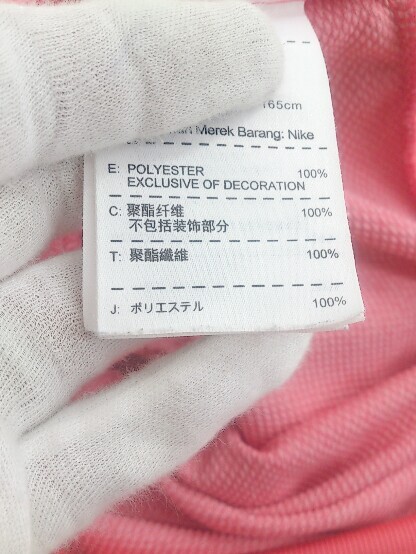 165cm
Merek Barang: Nike
E: POLYESTER 100%
EXCLUSIVE OF DECORATION
C: 聚酯纤维 100%
不包括装饰部分
T: 聚酯纖維 100%
J: ポリエステル 100%